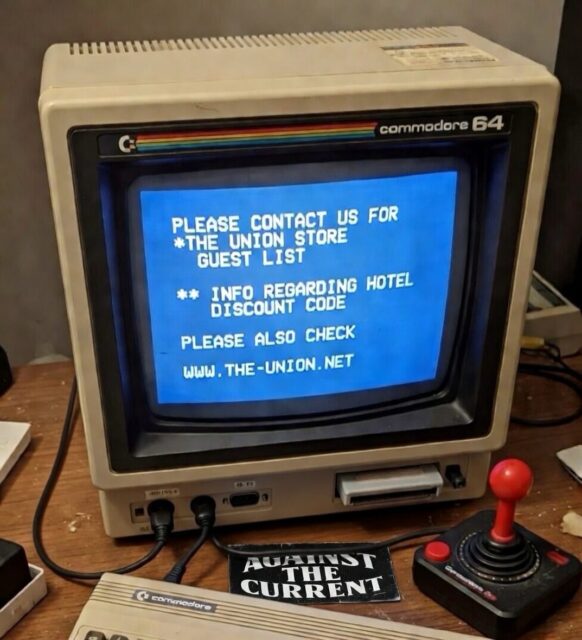 commodore 64
PLEASE CONTACT US FOR
*THE UNION STORE
GUEST LIST
** INFO REGARDING HOTEL
DISCOUNT CODE
PLEASE ALSO CHECK
WWW.THE-UNION.NET
AGAINST
THE
CURRENT
commodore